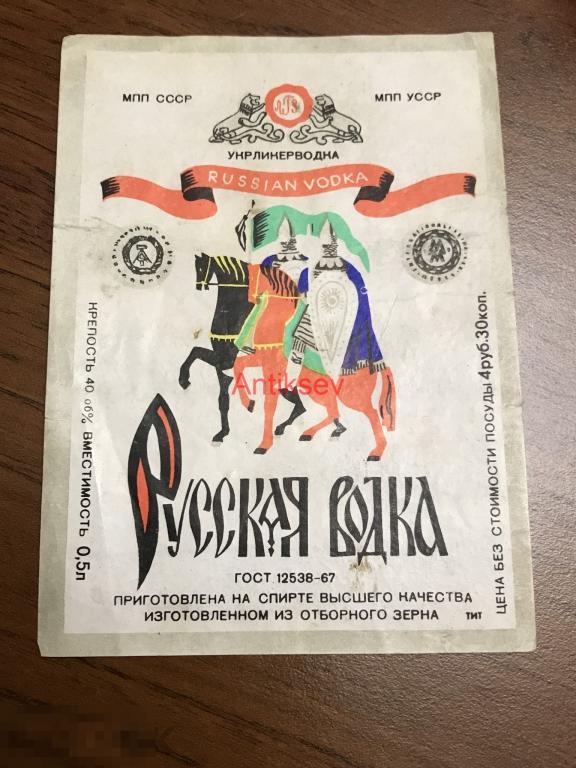 МПП СССР
МПП УССР
УКРЛИКЕРВОДКА
RUSSIAN VODKA
КРЕПОСТЬ 40 об% ВМЕСТИМОСТЬ 0,5л
ЦЕНА БЕЗ СТОИМОСТИ ПОСУДЫ 4руб.30коп.
Antiksev
РУССКАЯ ВОДКА
ГОСТ 12538-67
ПРИГОТОВЛЕНА НА СПИРТЕ ВЫСШЕГО КАЧЕСТВА
ИЗГОТОВЛЕННОМ ИЗ ОТБОРНОГО ЗЕРНА
ТИТ